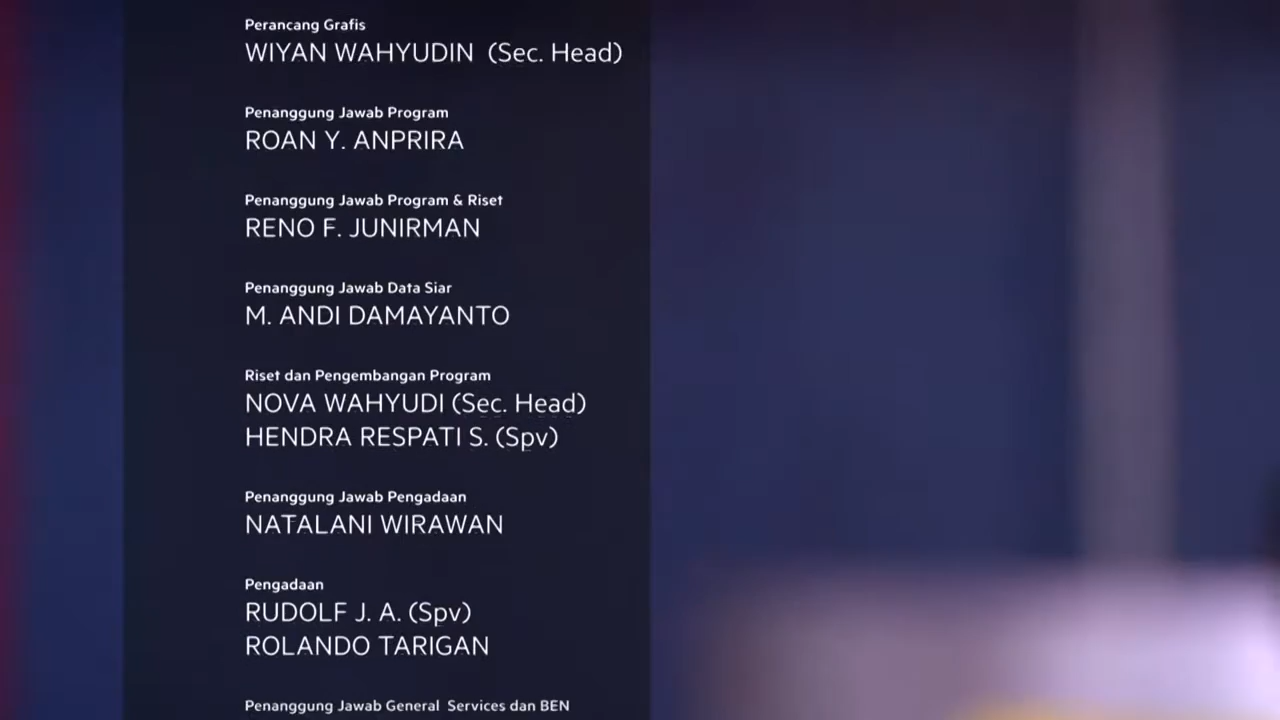 Perancang Grafis
WIYAN WAHYUDIN (Sec. Head)
Penanggung Jawab Program
ROAN Y. ANPRIRA
Penanggung Jawab Program & Riset
RENO F. JUNIRMAN
Penanggung Jawab Data Siar
M. ANDI DAMAYANTO
Riset dan Pengembangan Program
NOVA WAHYUDI (Sec. Head)
HENDRA RESPATI S. (Spv)
Penanggung Jawab Pengadaan
NATALANI WIRAWAN
Pengadaan
RUDOLF J. A. (Spv)
ROLANDO TARIGAN
Penanggung Jawab General Services dan BEN